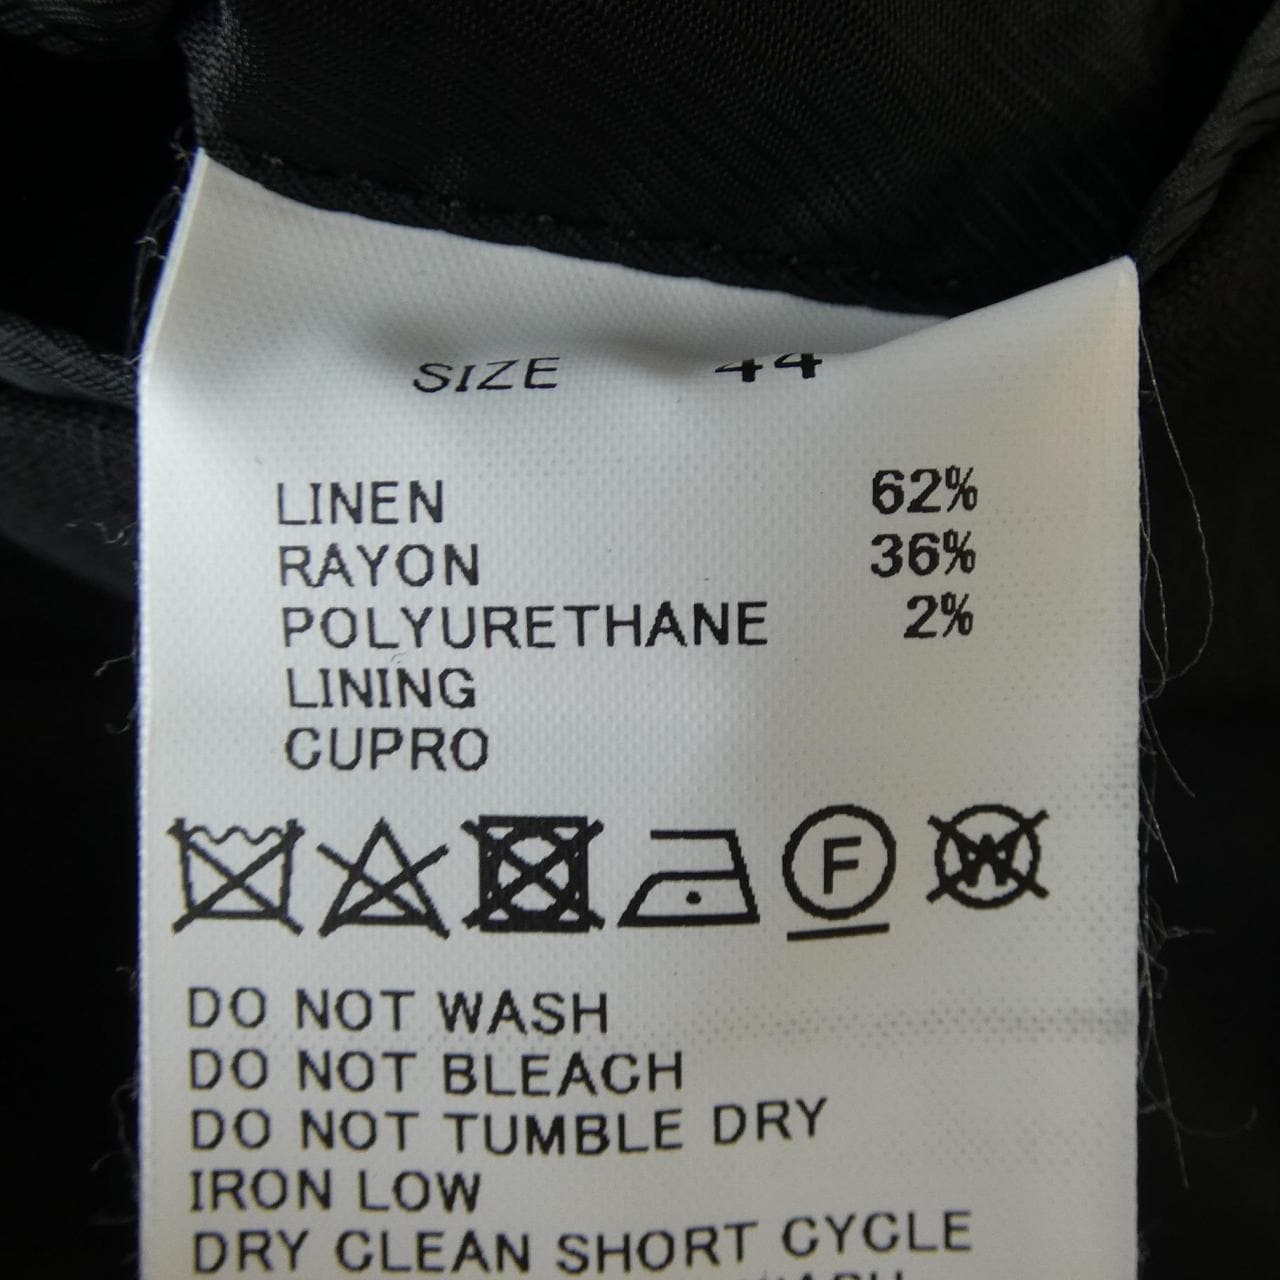 SIZE 44
LINEN 62%
RAYON 36%
POLYURETHANE 2%
LINING
CUPRO
F W
DO NOT WASH
DO NOT BLEACH
DO NOT TUMBLE DRY
IRON LOW
DRY CLEAN SHORT CYCLE